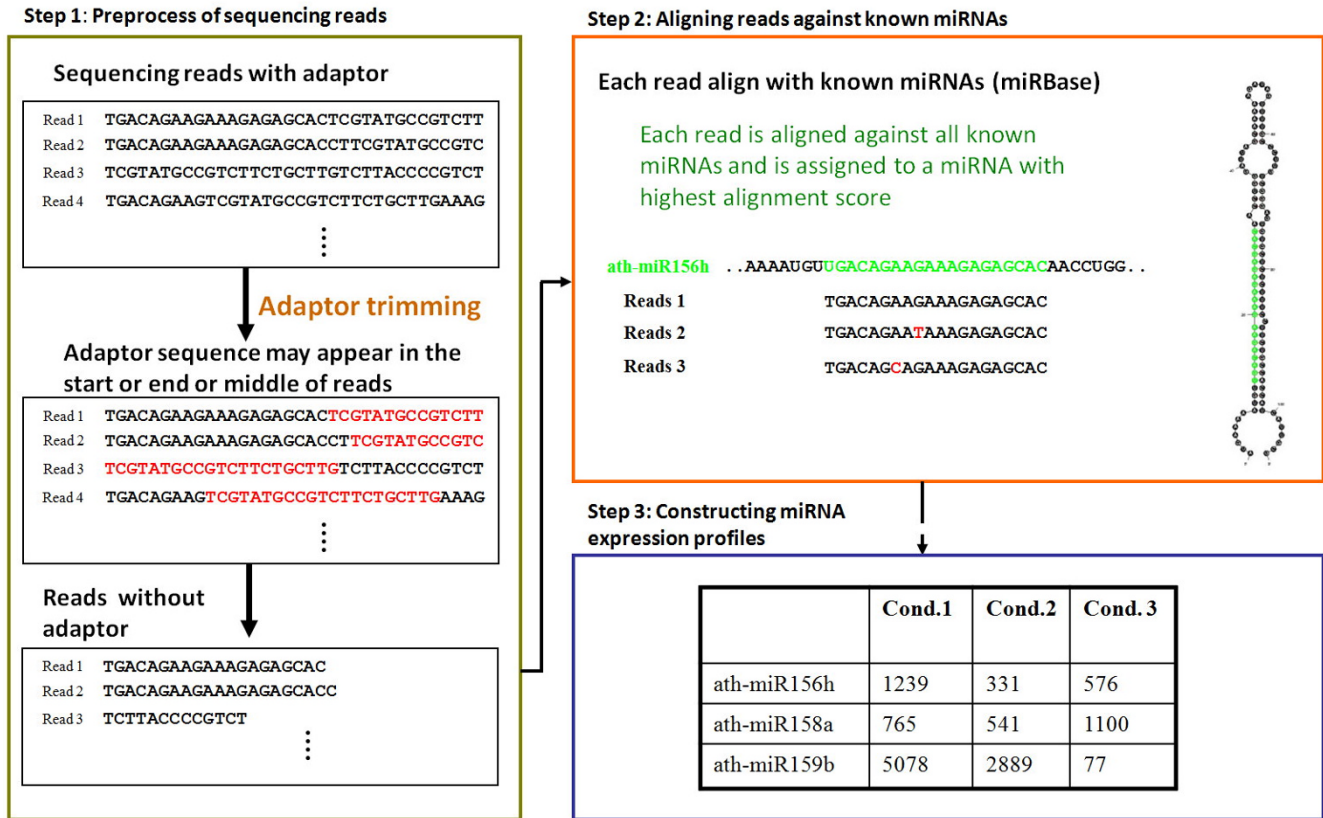 Step 1: Preprocess of sequencing reads
Sequencing reads with adaptor
Read 1 TGACAGAAGAAAGAGAGCACTCGTATGCCGTCTT
Read 2 TGACAGAAGAAAGAGAGCACCTTCGTATGCCGTC
Read 3 TCGTATGCCGTCTTCTGCTTGTCTTACCCCGTCT
Read 4 TGACAGAAGTCGTATGCCGTCTTCTGCTTGAAAG
Adaptor trimming
Adaptor sequence may appear in the
start or end or middle of reads
Read 1 TGACAGAAGAAAGAGAGCACTCGTATGCCGTCTT
Read 2 TGACAGAAGAAAGAGAGCACCTTCGTATGCCGTC
Read 3 TCGTATGCCGTCTTCTGCTTGTCTTACCCCGTCT
Read 4 TGACAGAAGTCGTATGCCGTCTTCTGCTTGAAAG
Reads without
adaptor
Read 1 TGACAGAAGAAAGAGAGCAC
Read 2 TGACAGAAGAAAGAGAGCACC
Read 3 TCTTACCCCGTCT
Step 2: Aligning reads against known miRNAs
Each read align with known miRNAs (miRBase)
Each read is aligned against all known
miRNAs and is assigned to a miRNA with
highest alignment score
ath-miR156h ..AAAAUGUUGACAGAAGAAAGAGAGCACAACCUGG..
Reads 1 TGACAGAAGAAAGAGAGCAC
Reads 2 TGACAGAATAAAGAGAGCAC
Reads 3 TGACAGCAGAAAGAGAGCAC
Step 3: Constructing miRNA
expression profiles
Cond.1 Cond.2 Cond. 3
ath-miR156h 1239 331 576
ath-miR158a 765 541 1100
ath-miR159b 5078 2889 77